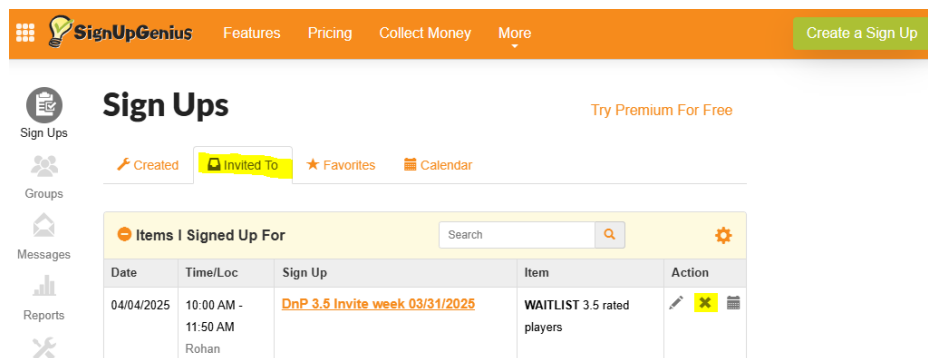 SignUpGenius Features Pricing Collect Money More Create a Sign Up
Sign Ups
Try Premium For Free
Sign Ups
Created Invited To Favorites Calendar
Groups
Items I Signed Up For Search
Messages
Date Time/Loc Sign Up Item Action
04/04/2025 10:00 AM - DnP 3.5 Invite week 03/31/2025 WAITLIST 3.5 rated
11:50 AM players
Reports
Rohan